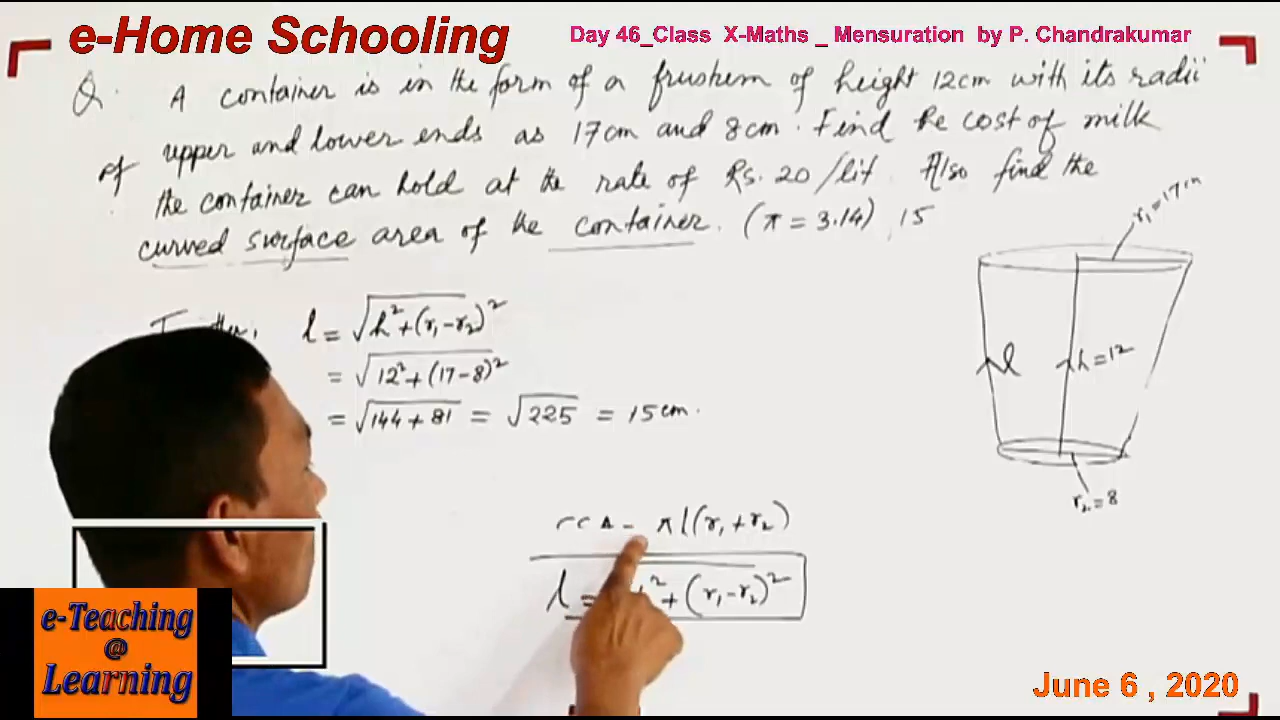 e-Home Schooling
Day 46_Class X-Maths _ Mensuration by P. Chandrakumar
Q. A container is in the form of a frustum of height 12cm with its radii
of upper and lower ends as 17cm and 8cm. Find the cost of milk
the container can hold at the rate of Rs. 20/lit. Also find the
curved surface area of the container. (π = 3.14) 15
l = √h²+(r₁-r₂)²
= √12²+(17-8)²
= √144+81 = √225 = 15cm.
r₁=17cm
l
h=12
r₂=8
πl(r₁+r₂)
l = h²+(r₁-r₂)²
e-Teaching
@
Learning
June 6 , 2020